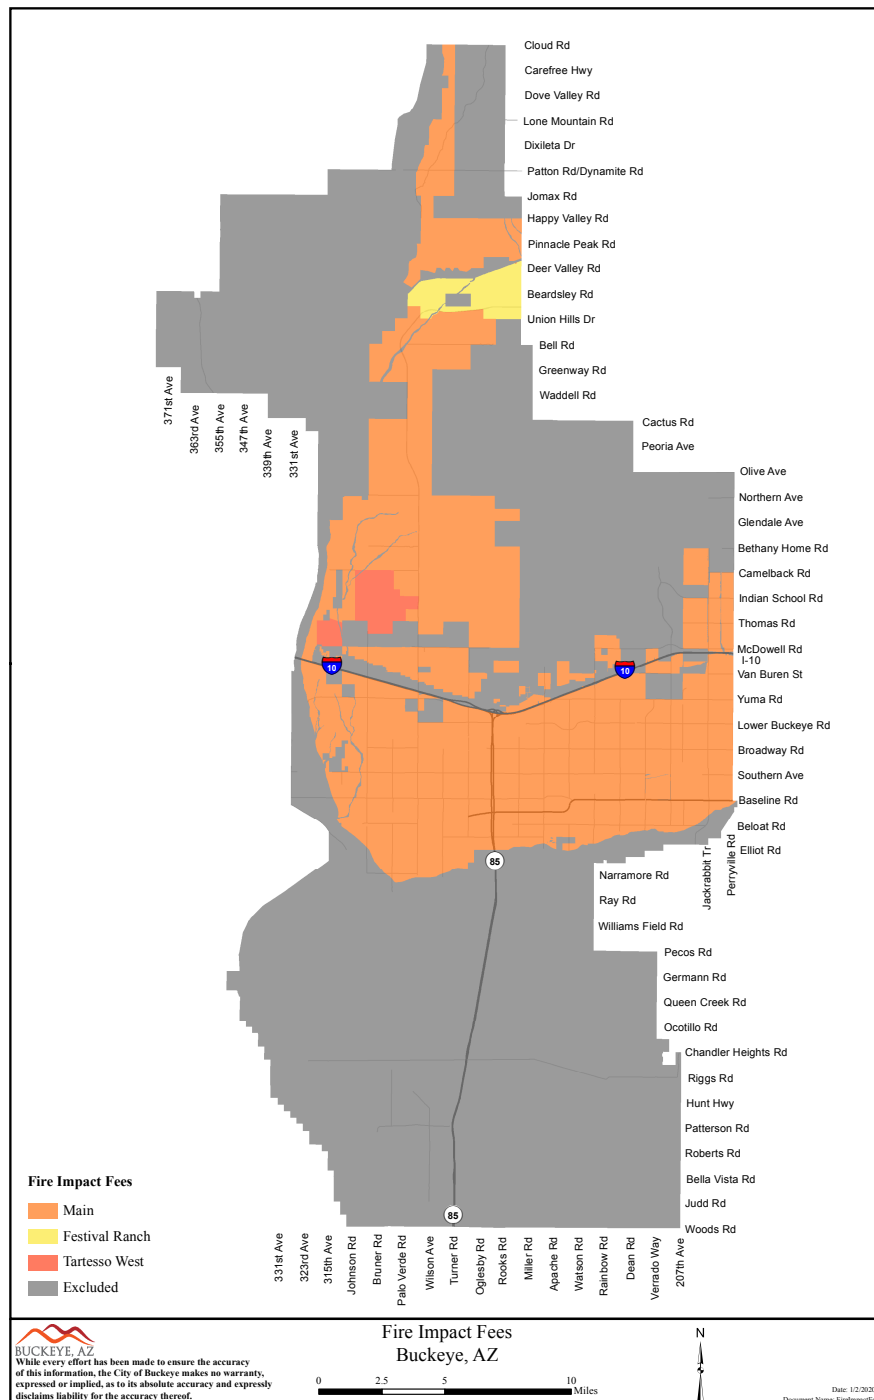 Cloud Rd
Carefree Hwy
Dove Valley Rd
Lone Mountain Rd
Dixileta Dr
Patton Rd/Dynamite Rd
Jomax Rd
Happy Valley Rd
Pinnacle Peak Rd
Deer Valley Rd
Beardsley Rd
Union Hills Dr
Bell Rd
Greenway Rd
Waddell Rd
371st Ave
363rd Ave
355th Ave
347th Ave
339th Ave
331st Ave
Cactus Rd
Peoria Ave
Olive Ave
Northern Ave
Glendale Ave
Bethany Home Rd
Camelback Rd
Indian School Rd
Thomas Rd
McDowell Rd
I-10
10
10
Van Buren St
Yuma Rd
Lower Buckeye Rd
Broadway Rd
Southern Ave
Baseline Rd
Beloat Rd
Elliot Rd
Jackrabbit Tr
Perryville Rd
85
Narramore Rd
Ray Rd
Williams Field Rd
Pecos Rd
Germann Rd
Queen Creek Rd
Ocotillo Rd
Chandler Heights Rd
Riggs Rd
Hunt Hwy
Patterson Rd
Roberts Rd
Bella Vista Rd
Judd Rd
Woods Rd
85
331st Ave
323rd Ave
315th Ave
Johnson Rd
Bruner Rd
Palo Verde Rd
Wilson Ave
Turner Rd
Oglesby Rd
Rooks Rd
Miller Rd
Apache Rd
Watson Rd
Rainbow Rd
Dean Rd
Verrado Way
207th Ave
Fire Impact Fees
Main
Festival Ranch
Tartesso West
Excluded
BUCKEYE, AZ
While every effort has been made to ensure the accuracy
of this information, the City of Buckeye makes no warranty,
expressed or implied, as to its absolute accuracy and expressly
disclaims liability for the accuracy thereof.
Fire Impact Fees
Buckeye, AZ
0 2.5 5 10
Miles
N
Date: 1/2/2020
Document Name: